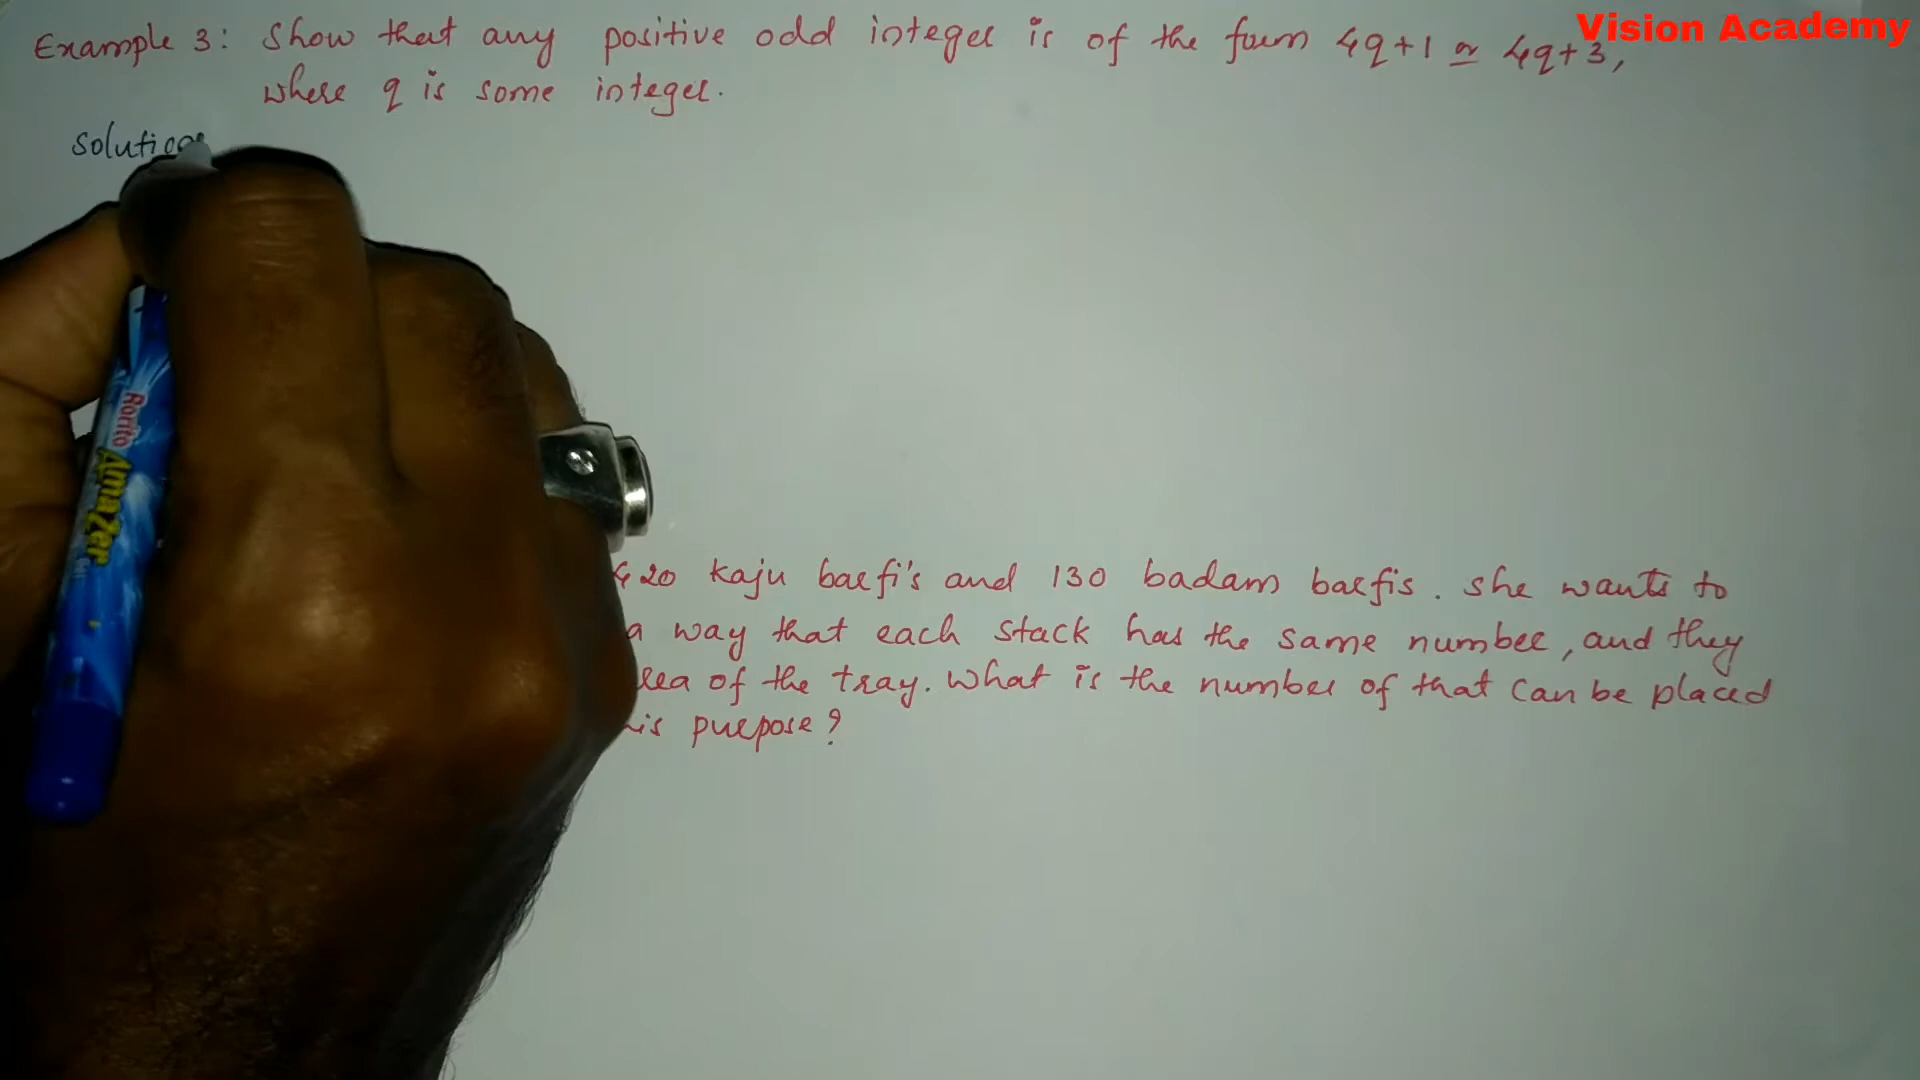 Vision Academy
Example 3: Show that any positive odd integer is of the form 4q+1 or 4q+3,
where q is some integer.
Solution
Rorito AmaZer
420 kaju barfi's and 130 badam barfis. She wants to
a way that each stack has the same number, and they
of the tray. What is the number of that can be placed
purpose?